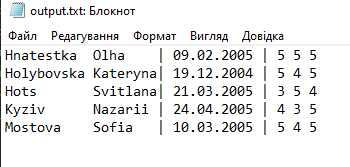 output.txt: Блокнот
Файл Редагування Формат Вигляд Довідка
Hnatestka Olha | 09.02.2005 | 5 5 5
Holybovska Kateryna| 19.12.2004 | 5 4 5
Hots Svitlana| 21.03.2005 | 3 5 4
Kyziv Nazarii | 24.04.2005 | 4 3 5
Mostova Sofia | 10.03.2005 | 5 4 5